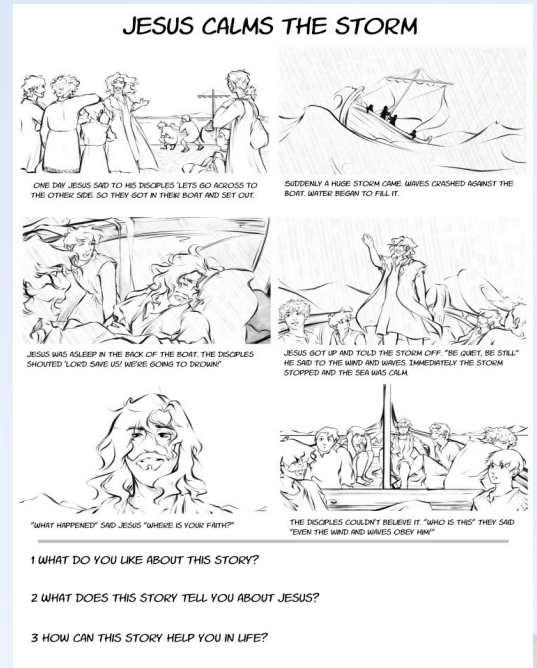 JESUS CALMS THE STORM
ONE DAY JESUS SAID TO HIS DISCIPLES 'LETS GO ACROSS TO
THE OTHER SIDE. SO THEY GOT IN THEIR BOAT AND SET OUT.
SUDDENLY A HUGE STORM CAME. WAVES CRASHED AGAINST THE
BOAT. WATER BEGAN TO FILL IT.
JESUS WAS ASLEEP IN THE BACK OF THE BOAT. THE DISCIPLES
SHOUTED 'LORD SAVE US! WE'RE GOING TO DROWN!'
JESUS GOT UP AND TOLD THE STORM OFF. "BE QUIET, BE STILL"
HE SAID TO THE WIND AND WAVES. IMMEDIATELY THE STORM
STOPPED AND THE SEA WAS CALM.
"WHAT HAPPENED" SAID JESUS "WHERE IS YOUR FAITH?"
THE DISCIPLES COULDN'T BELIEVE IT. "WHO IS THIS" THEY SAID
"EVEN THE WIND AND WAVES OBEY HIM!"
1 WHAT DO YOU LIKE ABOUT THIS STORY?
2 WHAT DOES THIS STORY TELL YOU ABOUT JESUS?
3 HOW CAN THIS STORY HELP YOU IN LIFE?